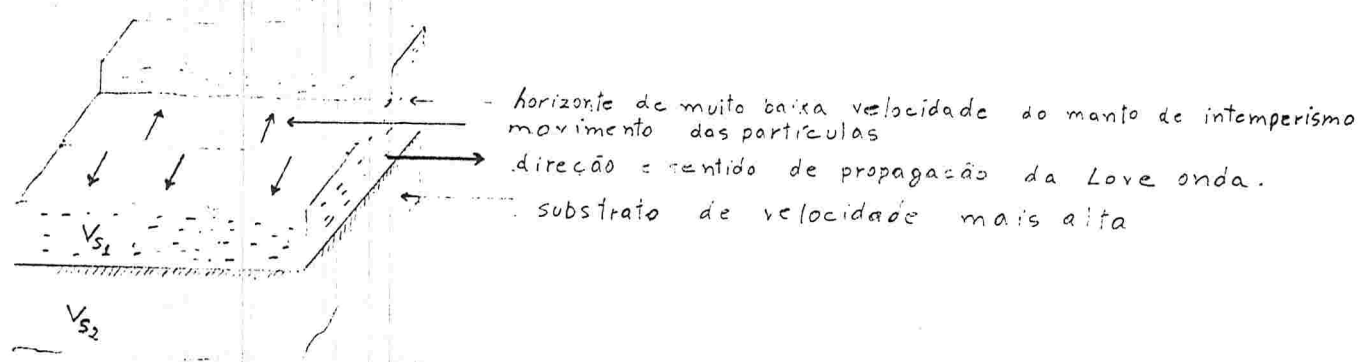 - horizonte de muito baixa velocidade do manto de intemperismo
movimento das partículas
direção e sentido de propagação da Love onda.
substrato de velocidade mais alta
VS1
VS2